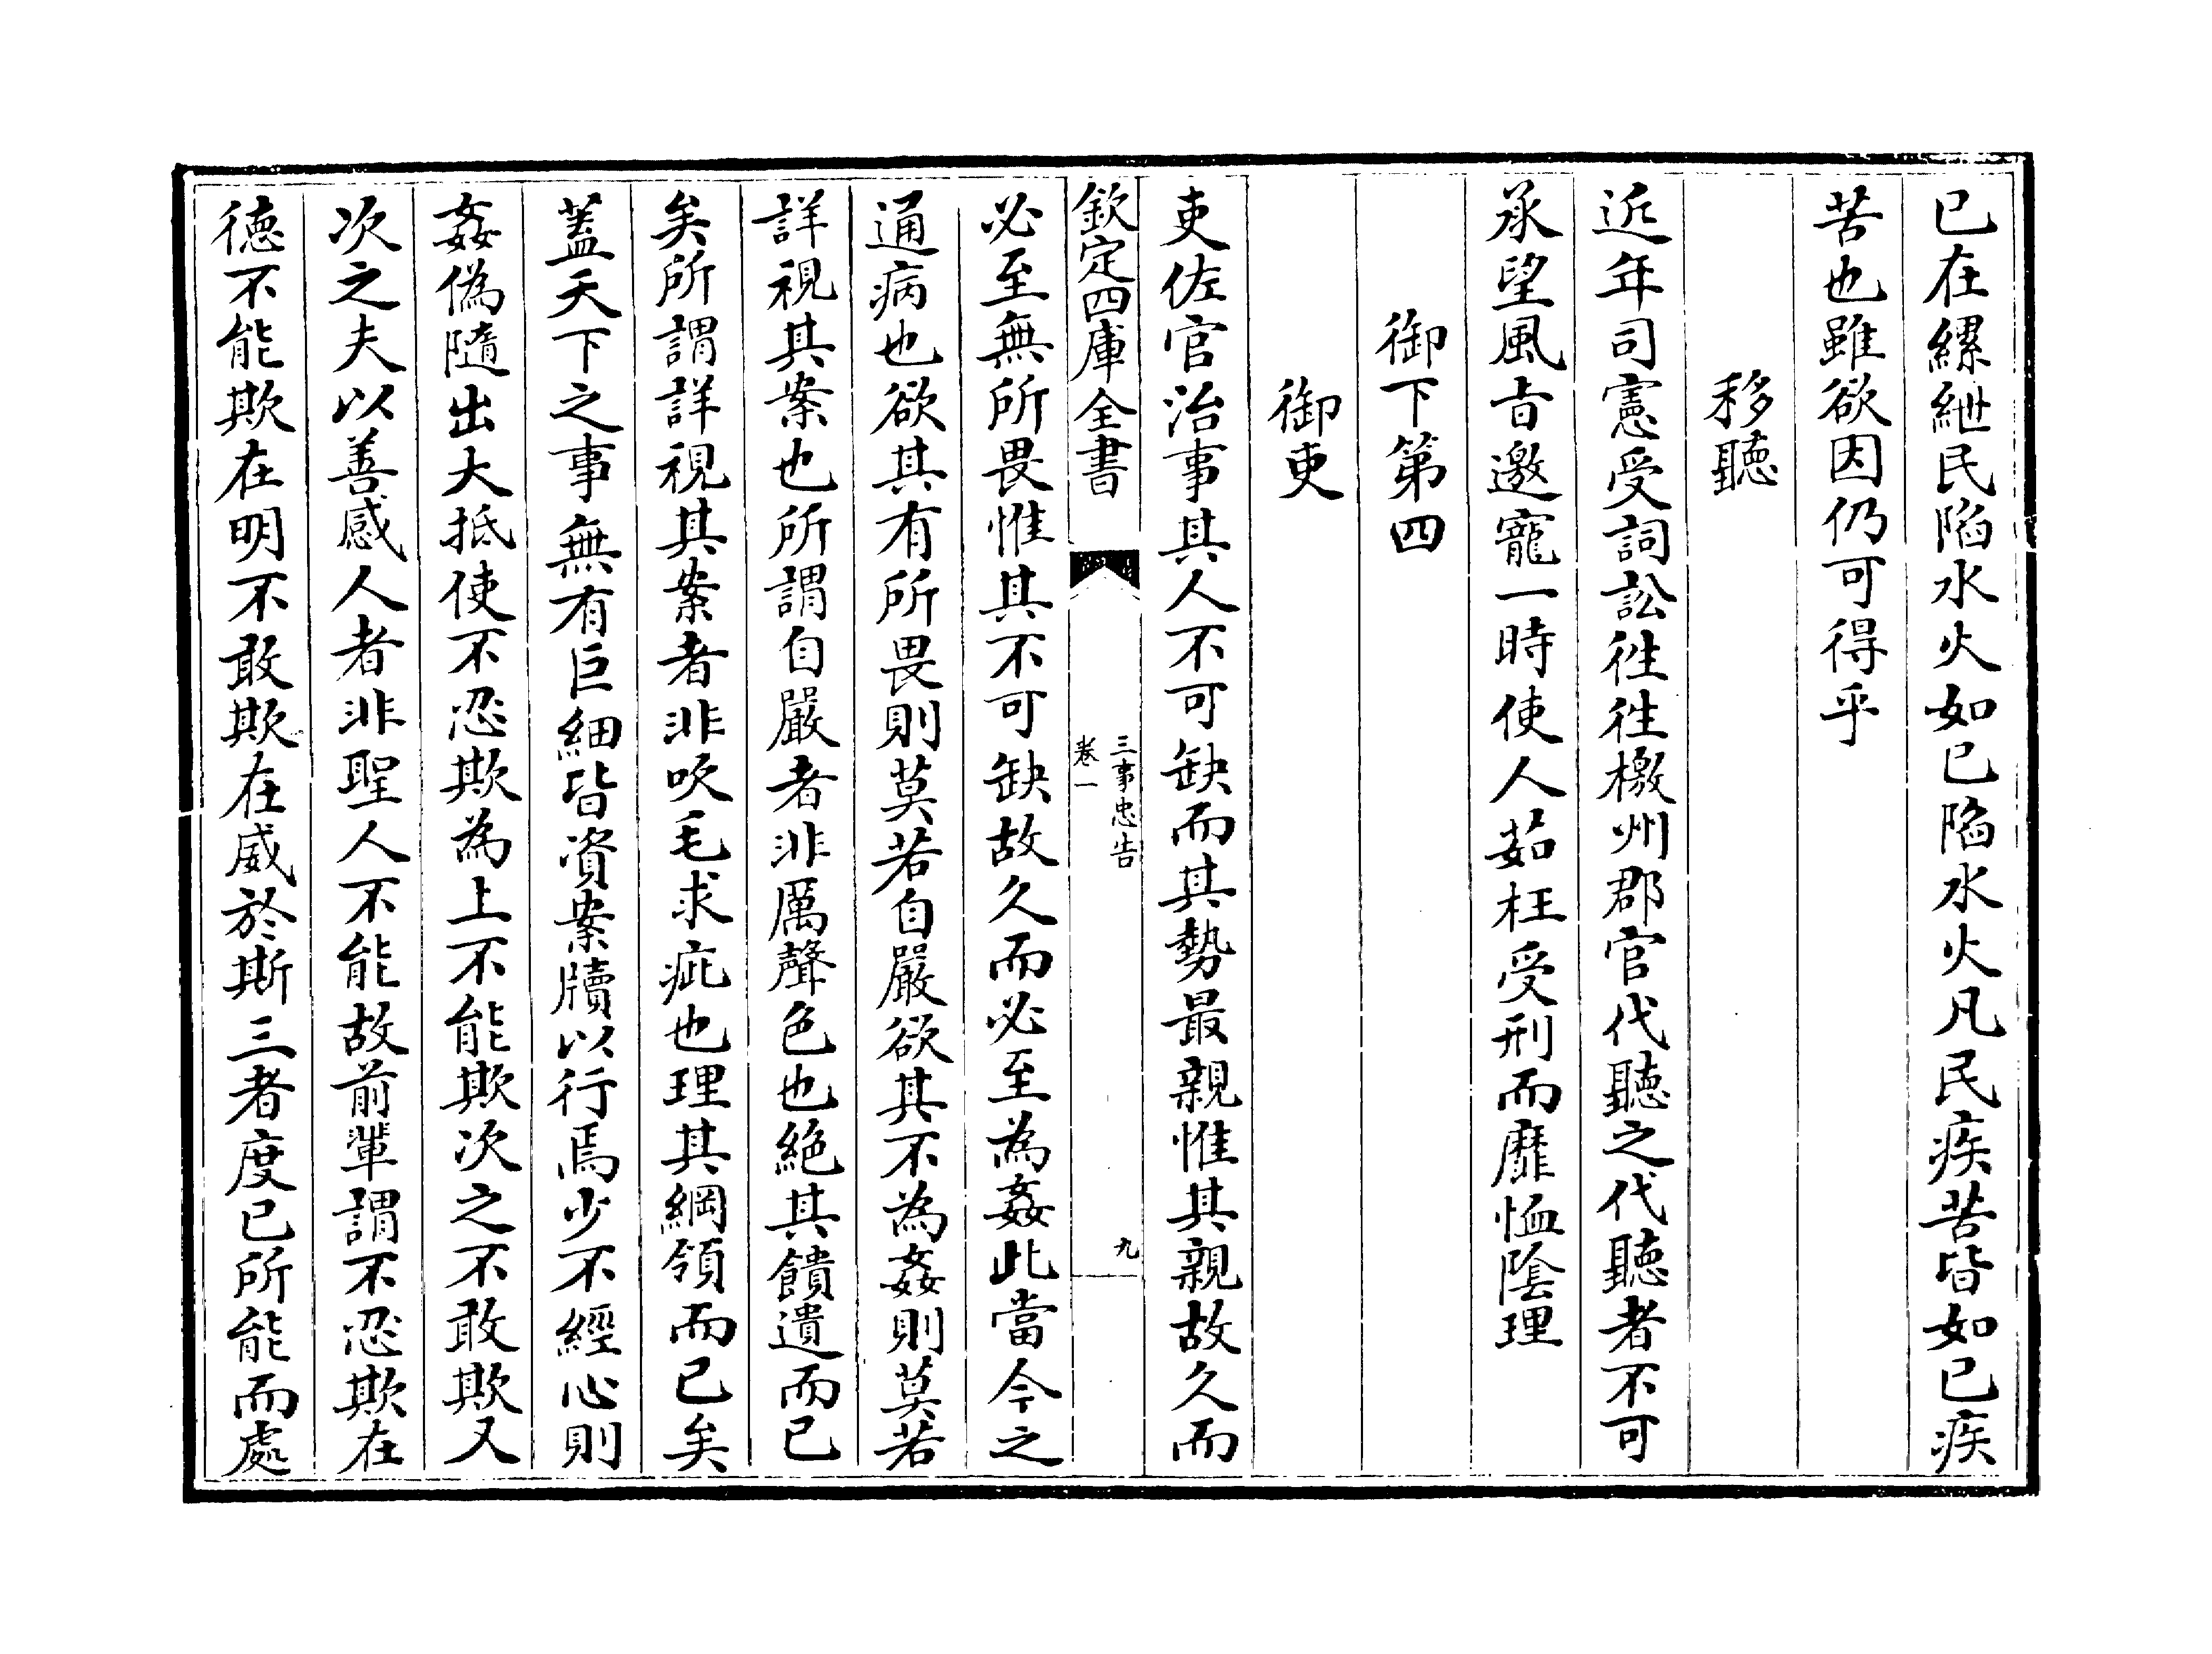 已在縲紲民陷水火如已陷水火凡民疾苦皆如已疾
苦也雖欲因仍可得乎
移聽
近年司憲受詞訟徃徃檄州郡官代聽之代聽者不可
承望風旨邀寵一時使人茹枉受刑而靡恤隂理
御下第四
御吏
吏佐官治事其人不可缺而其勢最親惟其親故久而
欽定四庫全書
三事忠告
卷一
九
必至無所畏惟其不可缺故久而必至為姦此當今之
通病也欲其有所畏則莫若自嚴欲其不為姦則莫若
詳視其案也所謂自嚴者非厲聲色也絶其饋遺而已
矣所謂詳視其案者非吹毛求疵也理其綱領而已矣
蓋天下之事無有巨細皆資案牘以行焉少不經心則
姦偽隨出大抵使不忍欺為上不能欺次之不敢欺又
次之夫以善感人者非聖人不能故前輩謂不忍欺在
徳不能欺在明不敢欺在威於斯三者度已所能而處